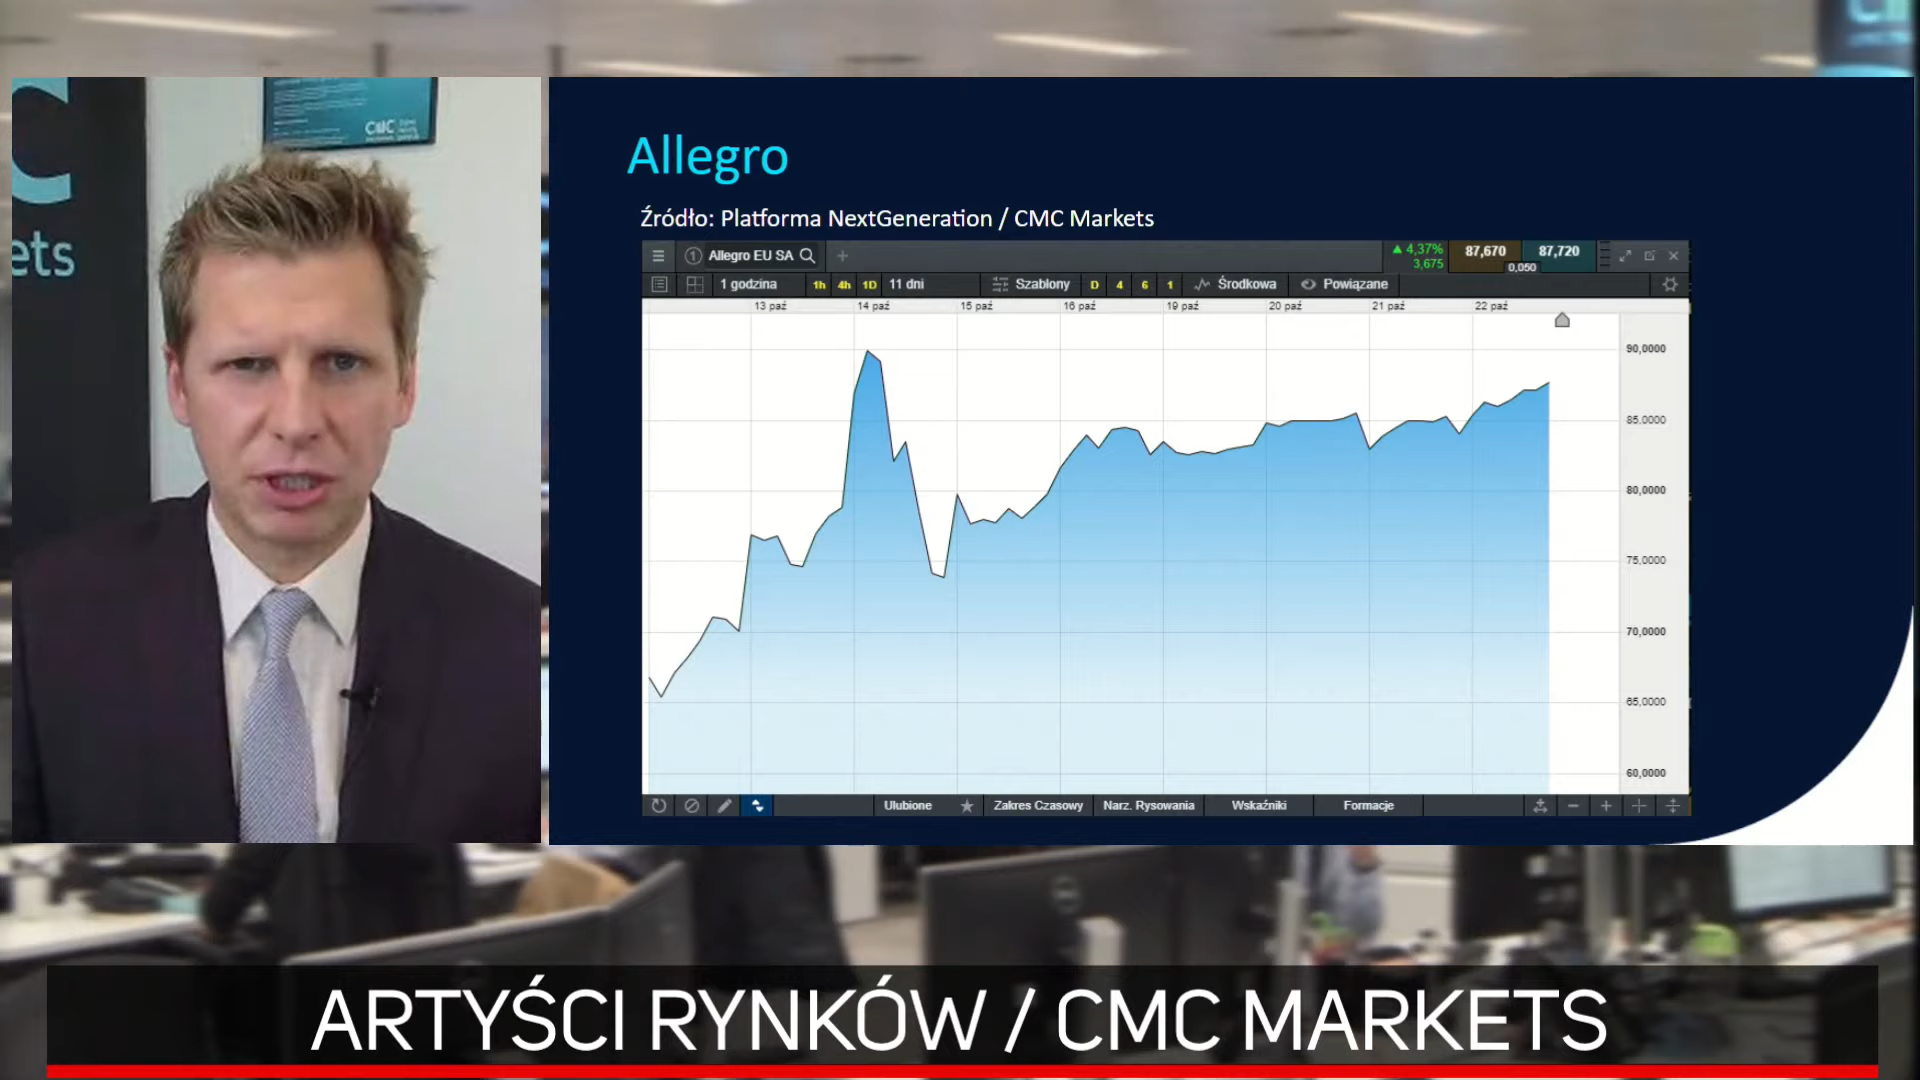 CMC
C
ets
Allegro
Źródło: Platforma NextGeneration / CMC Markets
1 Allegro EU SA
4,37%
3,675
87,670
87,720
0,050
1 godzina
1h
4h
1D
11 dni
Szablony
D
4
6
1
Środkowa
Powiązane
13 paź
14 paź
15 paź
16 paź
19 paź
20 paź
21 paź
22 paź
90,0000
85,0000
80,0000
75,0000
70,0000
65,0000
60,0000
Ulubione
Zakres Czasowy
Narz. Rysowania
Wskaźniki
Formacje
ARTYŚCI RYNKÓW / CMC MARKETS